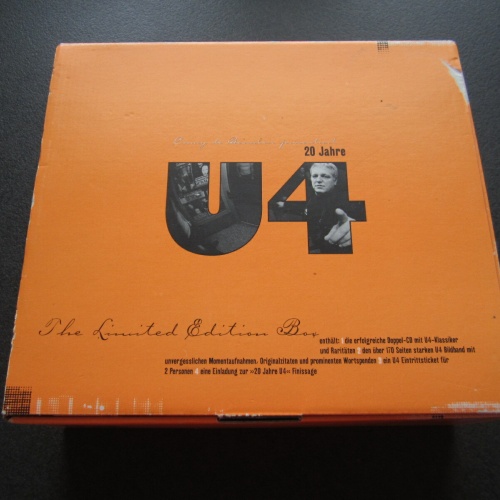 20 Jahre
U4
The Limited Edition Box
enthält: die erfolgreiche Doppel-CD mit U4-Klassiker
und Raritäten den über 170 Seiten starken U4 Bildband mit
unvergesslichen Momentaufnahmen, Originalzitaten und prominenten Wortspenden ein U4 Eintrittsticket für
2 Personen eine Einladung zur »20 Jahre U4« Finissage